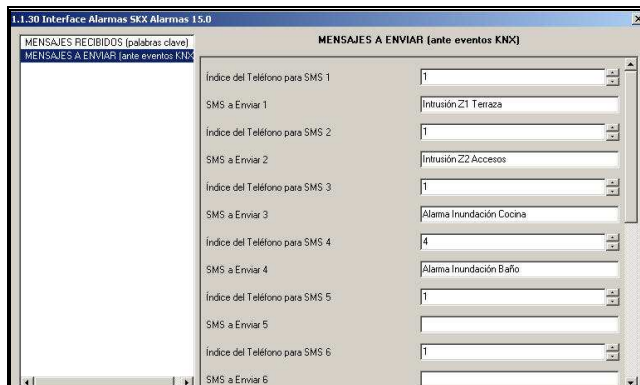 1.1.30 Interface Alarmas SKX Alarmas 15.0
MENSAJES RECIBIDOS (palabras clave)
MENSAJES A ENVIAR (ante eventos KNX
MENSAJES A ENVIAR (ante eventos KNX)
Índice del Teléfono para SMS 1 1
SMS a Enviar 1 Intrusión Z1 Terraza
Índice del Teléfono para SMS 2 1
SMS a Enviar 2 Intrusión Z2 Accesos
Índice del Teléfono para SMS 3 1
SMS a Enviar 3 Alarma Inundación Cocina
Índice del Teléfono para SMS 4 4
SMS a Enviar 4 Alarma Inundación Baño
Índice del Teléfono para SMS 5 1
SMS a Enviar 5
Índice del Teléfono para SMS 6 1
SMS a Enviar 6